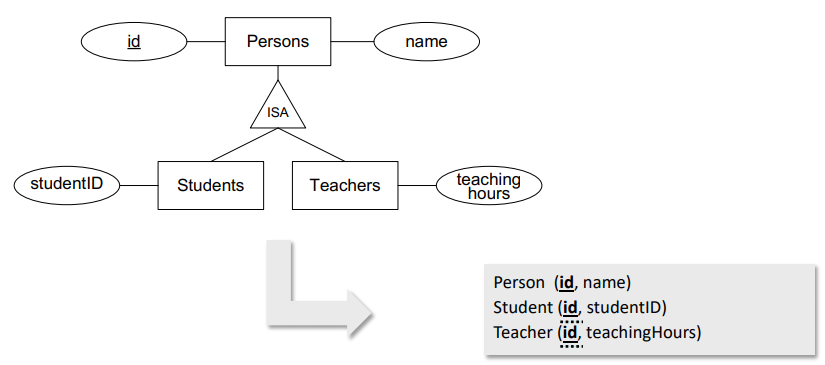 id
Persons
name
ISA
studentID
Students
Teachers
teaching
hours
Person (id, name)
Student (id, studentID)
Teacher (id, teachingHours)